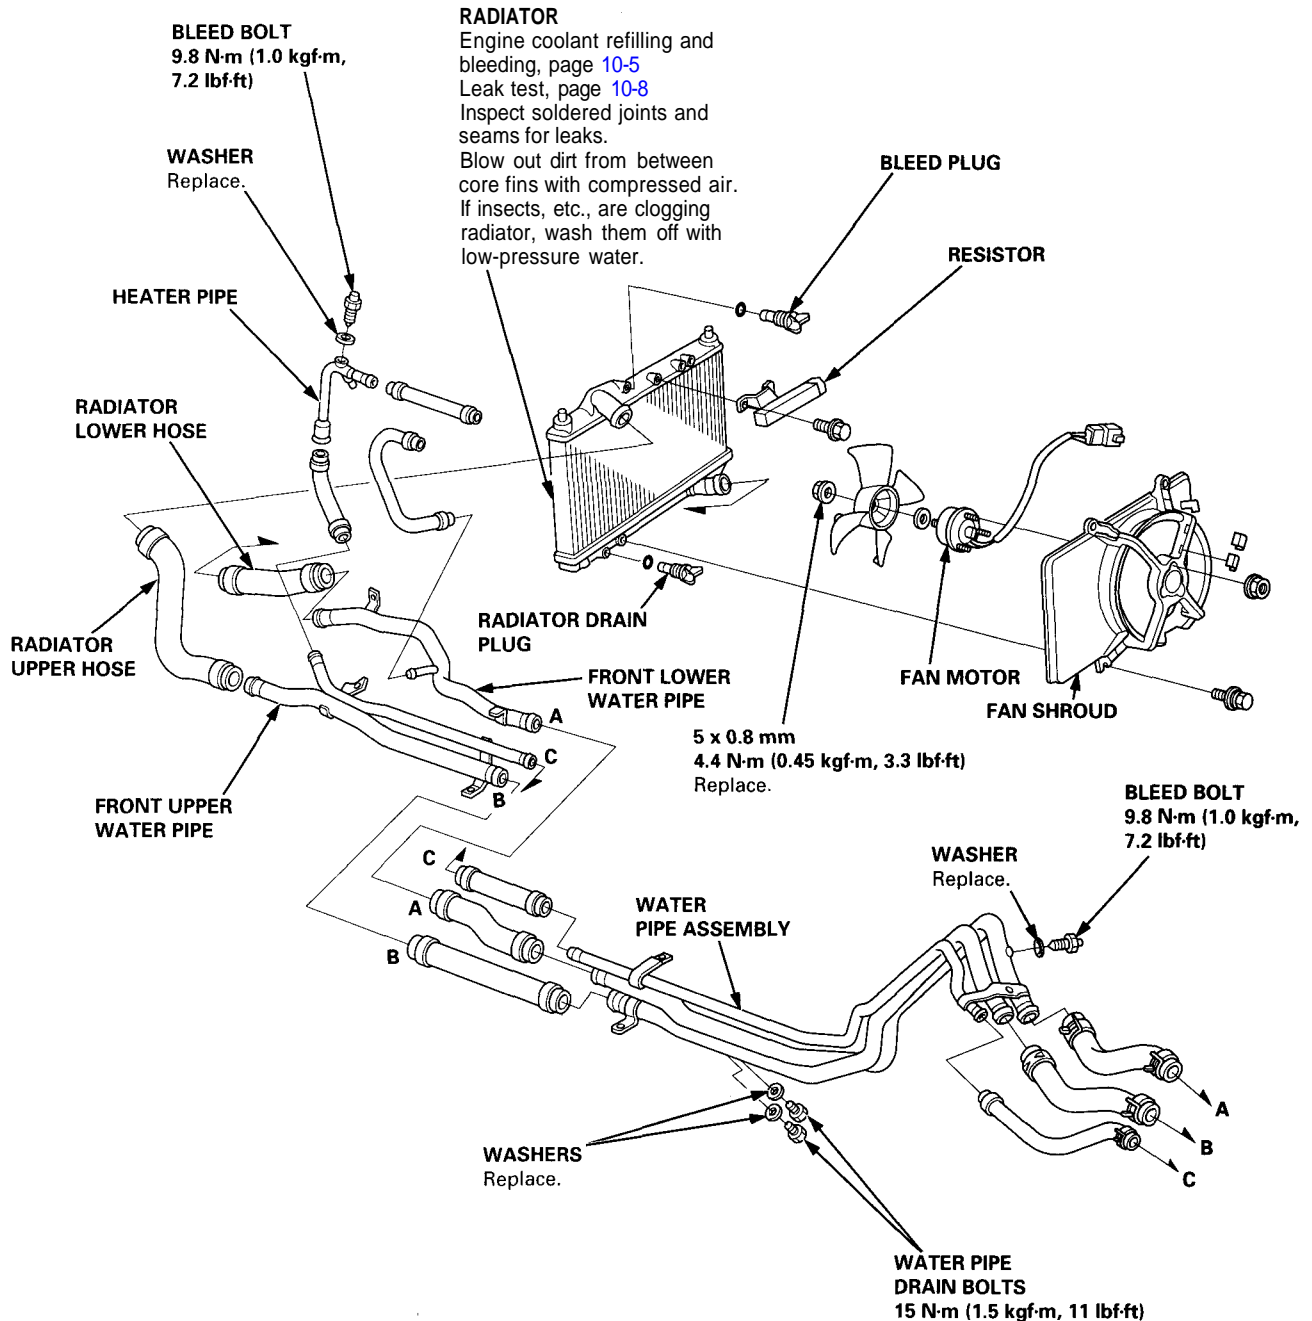 BLEED BOLT
9.8 N·m (1.0 kgf·m,
7.2 lbf·ft)
RADIATOR
Engine coolant refilling and
bleeding, page 10-5
Leak test, page 10-8
Inspect soldered joints and
seams for leaks.
Blow out dirt from between
core fins with compressed air.
If insects, etc., are clogging
radiator, wash them off with
low-pressure water.
WASHER
Replace.
BLEED PLUG
RESISTOR
HEATER PIPE
RADIATOR
LOWER HOSE
RADIATOR
UPPER HOSE
RADIATOR DRAIN
PLUG
FRONT LOWER
WATER PIPE
FAN MOTOR
FAN SHROUD
A
C
B
5 x 0.8 mm
4.4 N·m (0.45 kgf·m, 3.3 lbf·ft)
Replace.
FRONT UPPER
WATER PIPE
BLEED BOLT
9.8 N·m (1.0 kgf·m,
7.2 lbf·ft)
WASHER
Replace.
C
A
B
WATER
PIPE ASSEMBLY
A
B
C
WASHERS
Replace.
WATER PIPE
DRAIN BOLTS
15 N·m (1.5 kgf·m, 11 lbf·ft)